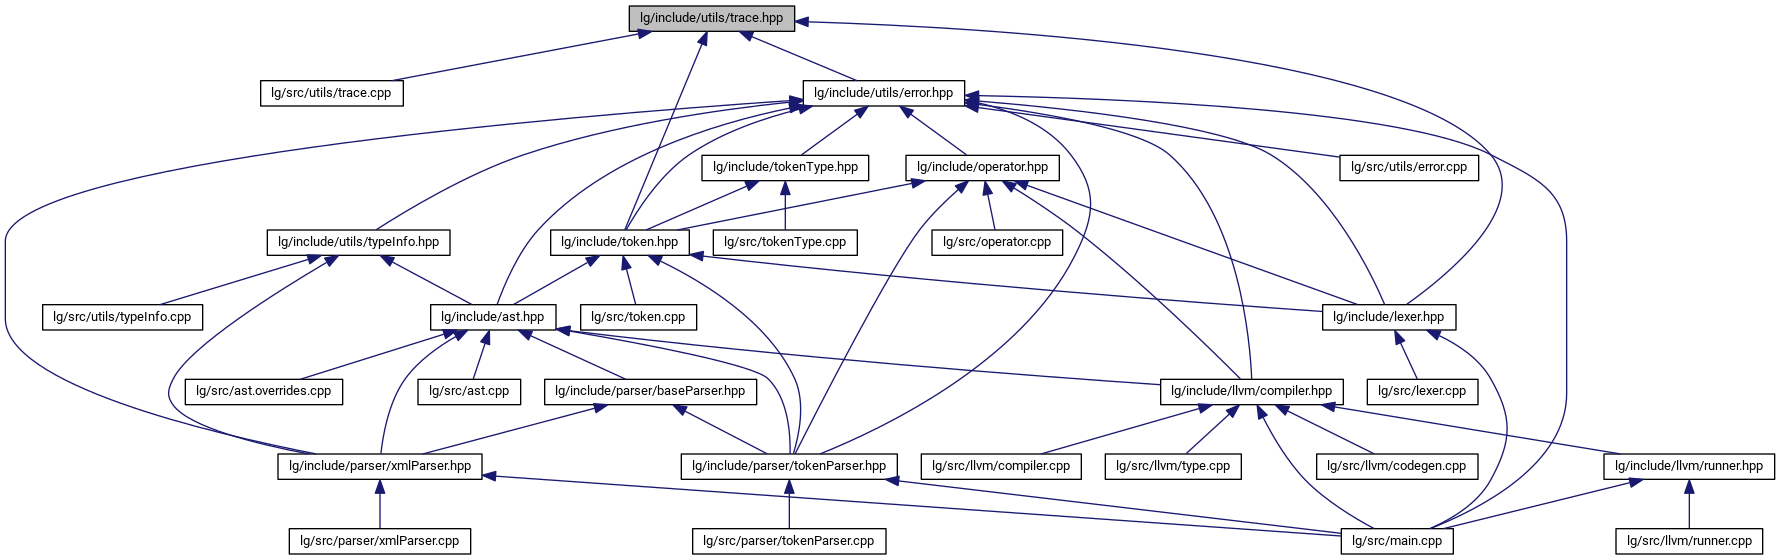 lg/include/utils/trace.hpp
lg/src/utils/trace.cpp
lg/include/utils/error.hpp
lg/include/tokenType.hpp
lg/include/operator.hpp
lg/src/utils/error.cpp
lg/include/utils/typeInfo.hpp
lg/include/token.hpp
lg/src/tokenType.cpp
lg/src/operator.cpp
lg/src/utils/typeInfo.cpp
lg/include/ast.hpp
lg/src/token.cpp
lg/include/lexer.hpp
lg/src/ast.overrides.cpp
lg/src/ast.cpp
lg/include/parser/baseParser.hpp
lg/include/llvm/compiler.hpp
lg/src/lexer.cpp
lg/include/parser/xmlParser.hpp
lg/include/parser/tokenParser.hpp
lg/src/llvm/compiler.cpp
lg/src/llvm/type.cpp
lg/src/llvm/codegen.cpp
lg/include/llvm/runner.hpp
lg/src/parser/xmlParser.cpp
lg/src/parser/tokenParser.cpp
lg/src/main.cpp
lg/src/llvm/runner.cpp